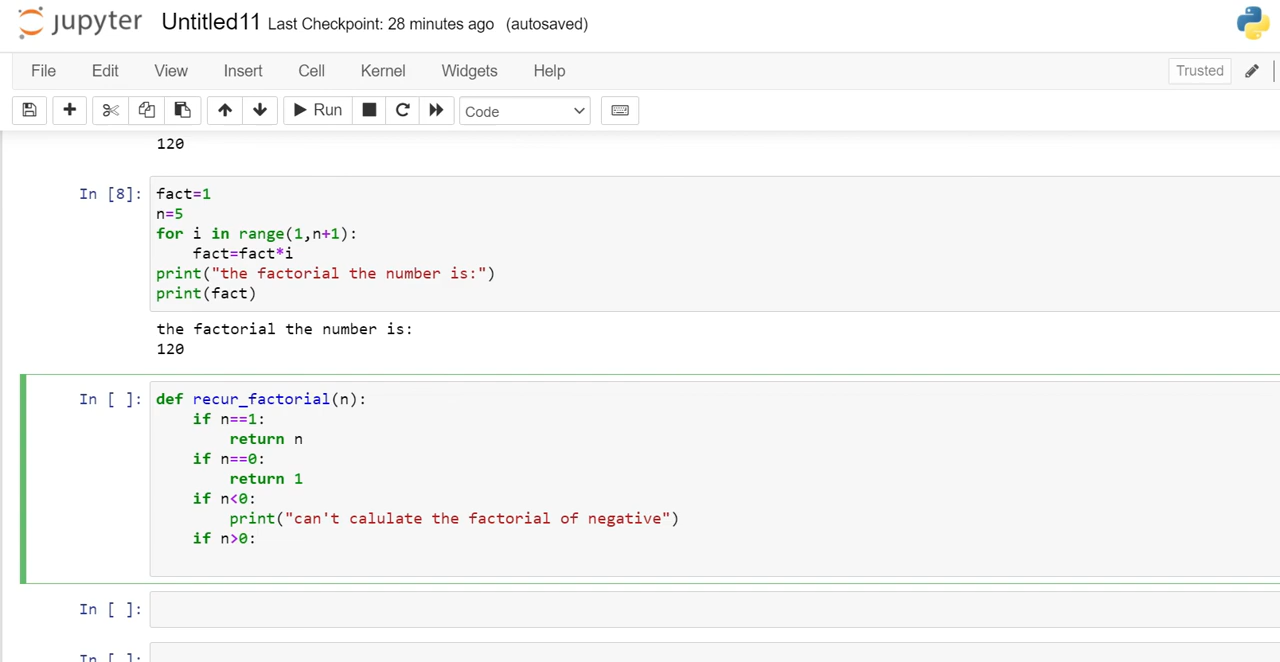 jupyter Untitled11 Last Checkpoint: 28 minutes ago (autosaved)
File Edit View Insert Cell Kernel Widgets Help Trusted
Run Code
120
In [8]: fact=1
n=5
for i in range(1,n+1):
    fact=fact*i
print("the factorial the number is:")
print(fact)
the factorial the number is:
120
In [ ]: def recur_factorial(n):
    if n==1:
        return n
    if n==0:
        return 1
    if n<0:
        print("can't calulate the factorial of negative")
    if n>0:
In [ ]:
In [ ]: